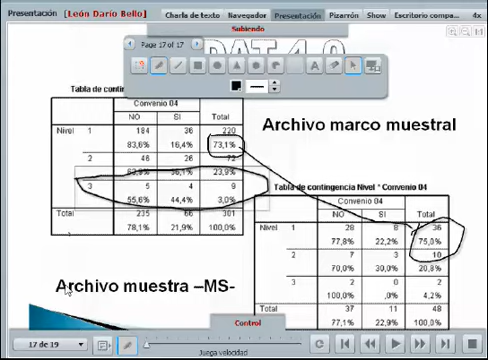 Presentación [León Darío Bello]
Charla de texto Navegador Presentación Pizarrón Show Escritorio compa... 4x
Subiendo
Page 17 of 17
A
Tabla de
Convenio 04
NO SI Total
Nivel 1 184 36 220
83,6% 16,4% 73,1%
2 46 26 72
36,1% 23,9%
3 5 4 9
55,6% 44,4% 3,0%
Total 235 66 301
78,1% 21,9% 100,0%
Archivo marco muestral
Tabla de contingencia Nivel * Convenio 04
Convenio 04
NO SI Total
Nivel 1 28 8 36
77,8% 22,2% 75,0%
2 7 3 10
70,0% 30,0% 20,8%
3 2 0 2
100,0% ,0% 4,2%
Total 37 11 48
77,1% 22,9% 100,0%
Archivo muestra –MS-
Control
17 de 19
Juega velocidad